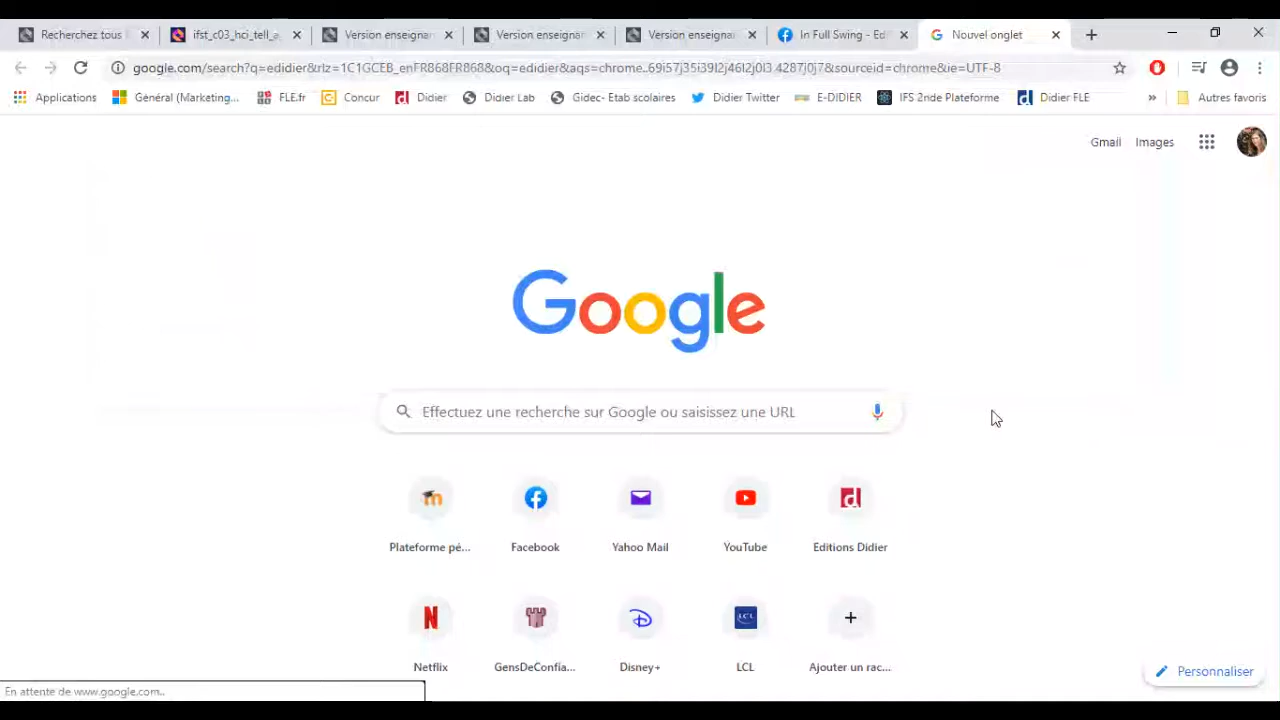 Recherchez tous l
ifst_c03_hci_tell_a
Version enseignan
Version enseignan
Version enseignan
In Full Swing - Edi
Nouvel onglet
google.com/search?q=edidier&rlz=1C1GCEB_enFR868FR868&oq=edidier&aqs=chrome..69i57j35i39l2j46l2j0i3.4287j0j7&sourceid=chrome&ie=UTF-8
Applications
Général (Marketing...
FLE.fr
Concur
Didier
Didier Lab
Gidec- Etab scolaires
Didier Twitter
E-DIDIER
IFS 2nde Plateforme
Didier FLE
»
Autres favoris
Gmail
Images
Google
Effectuez une recherche sur Google ou saisissez une URL
Plateforme pé...
Facebook
Yahoo Mail
YouTube
Editions Didier
Netflix
GensDeConfia...
Disney+
LCL
Ajouter un rac...
Personnaliser
En attente de www.google.com..